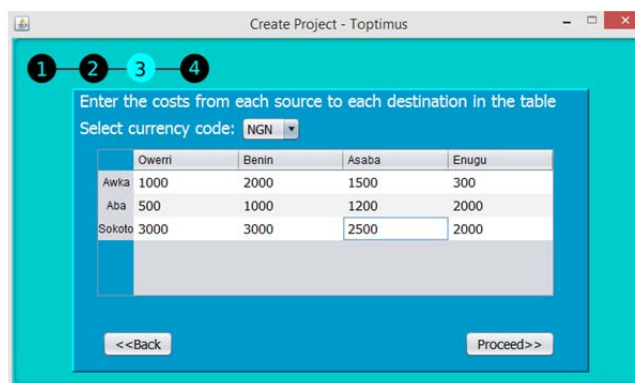 Create Project - Toptimus
1 2 3 4
Enter the costs from each source to each destination in the table
Select currency code: NGN
Owerri Benin Asaba Enugu
Awka 1000 2000 1500 300
Aba 500 1000 1200 2000
Sokoto 3000 3000 2500 2000
<<Back Proceed>>